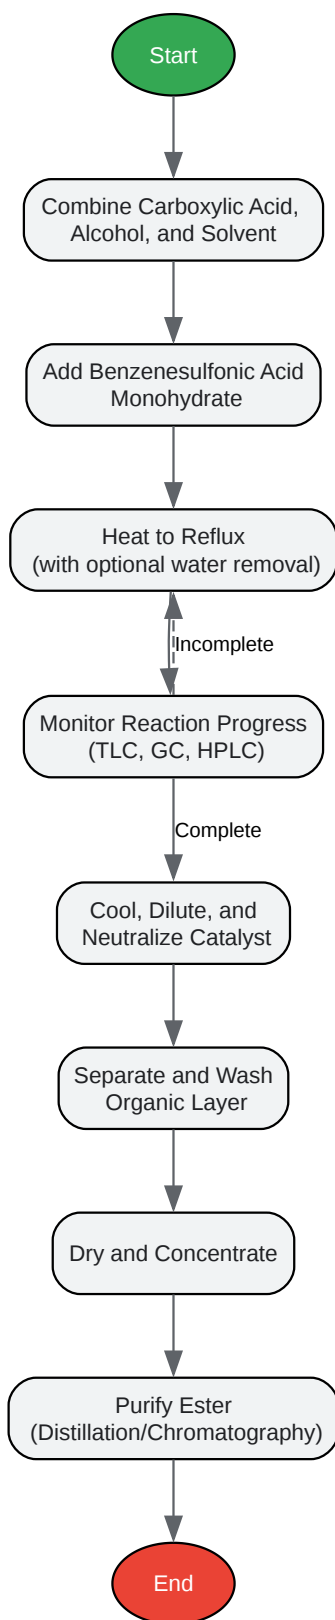 Start
Combine Carboxylic Acid,
Alcohol, and Solvent
Add Benzenesulfonic Acid
Monohydrate
Heat to Reflux
(with optional water removal)
Incomplete
Monitor Reaction Progress
(TLC, GC, HPLC)
Complete
Cool, Dilute, and
Neutralize Catalyst
Separate and Wash
Organic Layer
Dry and Concentrate
Purify Ester
(Distillation/Chromatography)
End